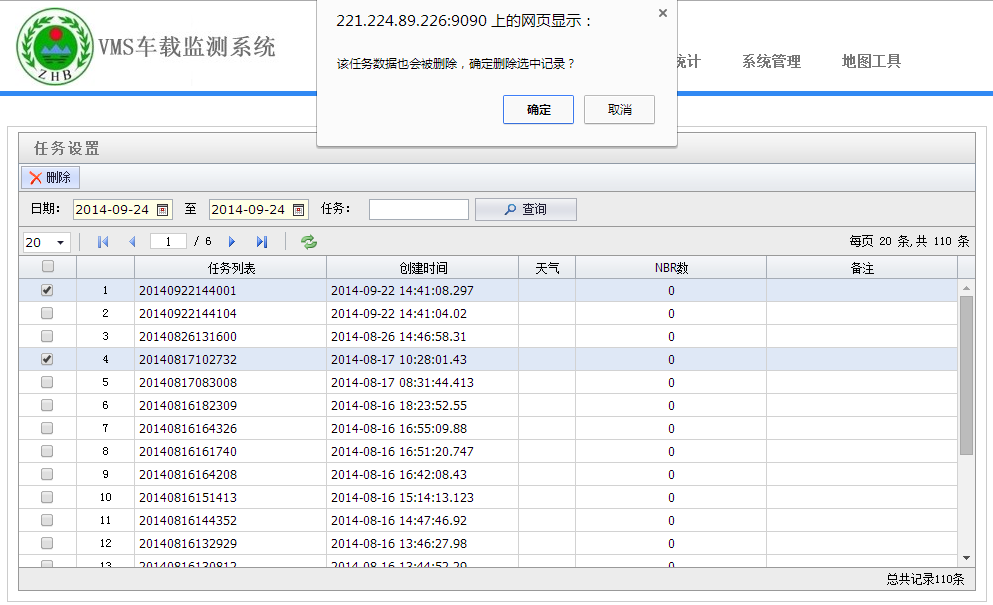 221.224.89.226:9090 上的网页显示：
该任务数据也会被删除，确定删除选中记录？
确定 取消
ZHB
VMS车载监测系统
统计 系统管理 地图工具
任务设置
删除
日期： 2014-09-24 至 2014-09-24 任务： 查询
20 1 / 6 每页 20 条,共 110 条
任务列表 创建时间 天气 NBR数 备注
1 20140922144001 2014-09-22 14:41:08.297 0
2 20140922144104 2014-09-22 14:41:04.02 0
3 20140826131600 2014-08-26 14:46:58.31 0
4 20140817102732 2014-08-17 10:28:01.43 0
5 20140817083008 2014-08-17 08:31:44.413 0
6 20140816182309 2014-08-16 18:23:52.55 0
7 20140816164326 2014-08-16 16:55:09.88 0
8 20140816161740 2014-08-16 16:51:20.747 0
9 20140816164208 2014-08-16 16:42:08.43 0
10 20140816151413 2014-08-16 15:14:13.123 0
11 20140816144352 2014-08-16 14:47:46.92 0
12 20140816132929 2014-08-16 13:46:27.98 0
13 20140816130812 2014-08-16 13:44:52.29 0
总共记录110条